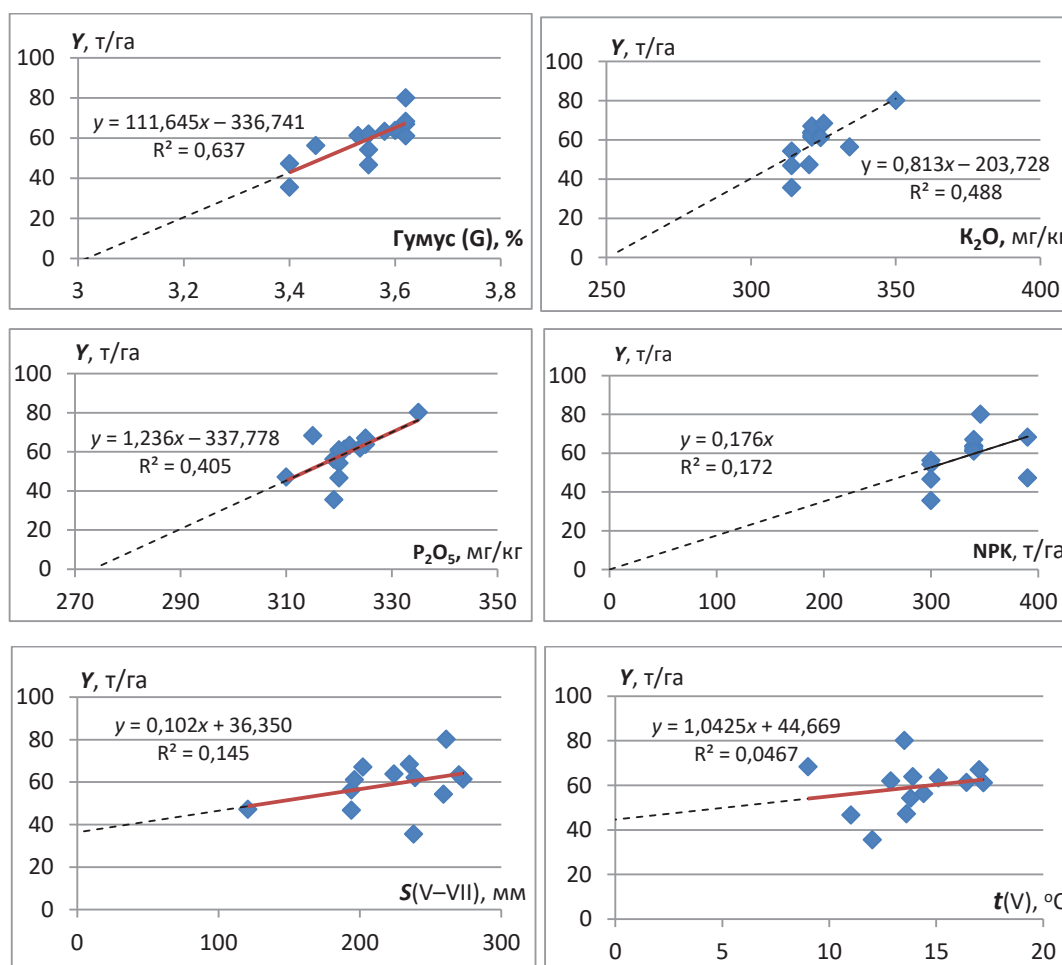 Y, т/га
100
80
60
40
20
0
y = 111,645x − 336,741
R² = 0,637
Гумус (G), %
3 3,2 3,4 3,6 3,8
Y, т/га
100
80
60
40
20
0
y = 0,813x − 203,728
R² = 0,488
K₂O, мг/кг
250 300 350 400
Y, т/га
100
80
60
40
20
0
y = 1,236x − 337,778
R² = 0,405
P₂O₅, мг/кг
270 290 310 330 350
Y, т/га
100
80
60
40
20
0
y = 0,176x
R² = 0,172
NPK, т/га
0 100 200 300 400
Y, т/га
100
80
60
40
20
0
y = 0,102x + 36,350
R² = 0,145
S(V–VII), мм
0 100 200 300
Y, т/га
100
80
60
40
20
0
y = 1,0425x + 44,669
R² = 0,0467
t(V), °C
0 5 10 15 20